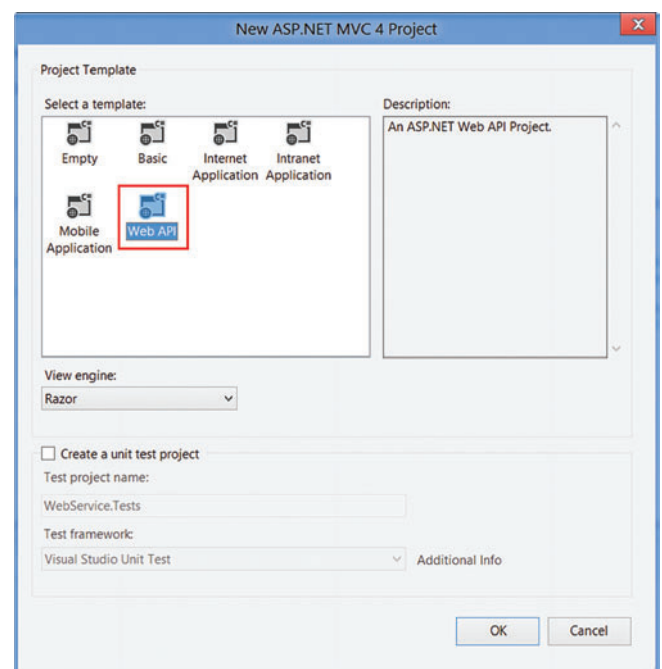 New ASP.NET MVC 4 Project
Project Template
Select a template:
Description:
Empty
Basic
Internet
Application
Intranet
Application
Mobile
Application
Web API
An ASP.NET Web API Project.
View engine:
Razor
Create a unit test project
Test project name:
WebService.Tests
Test framework:
Visual Studio Unit Test
Additional Info
OK
Cancel